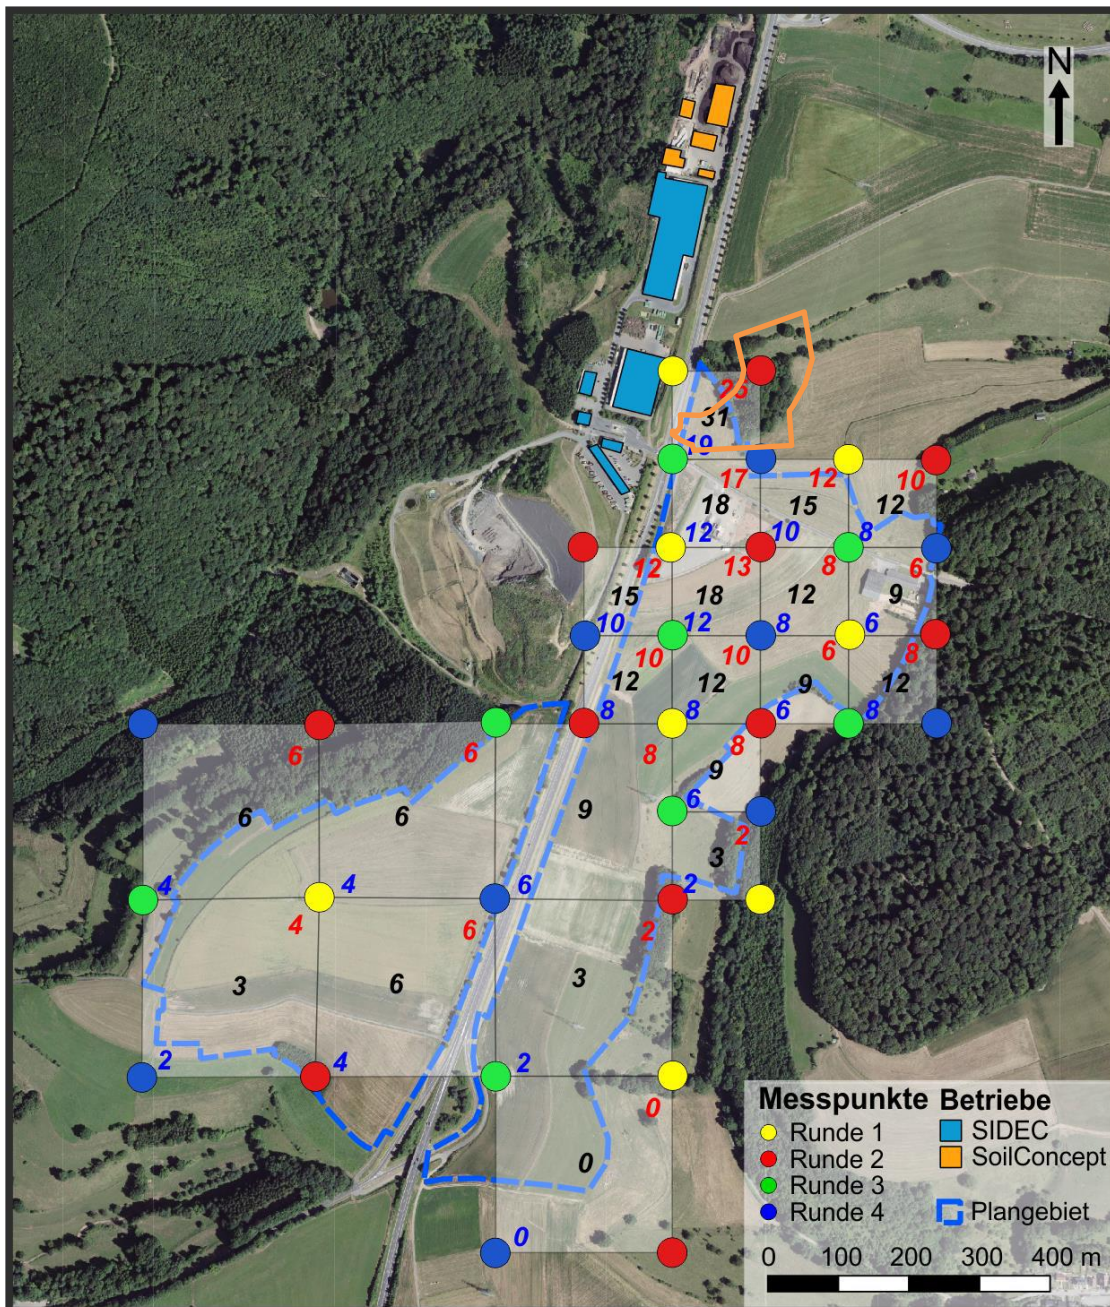 N
25
31
19
17 12 10
18 15 12
12 10 8
12 13 8 6
15 18 12 9
10 12 8 6
10 10 6 8
12 12 9 12
8 8 6 8
6 6 8 8
9
6 6 9 6
2
3
4 4 6 2
4 6 2
3 6 3
2 4 2
0
0
0
Messpunkte Betriebe
Runde 1 SIDEC
Runde 2 SoilConcept
Runde 3
Runde 4 Plangebiet
0 100 200 300 400 m